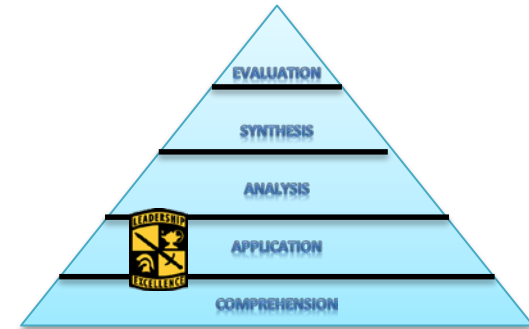 EVALUATION
SYNTHESIS
ANALYSIS
LEADERSHIP
APPLICATION
EXCELLENCE
COMPREHENSION